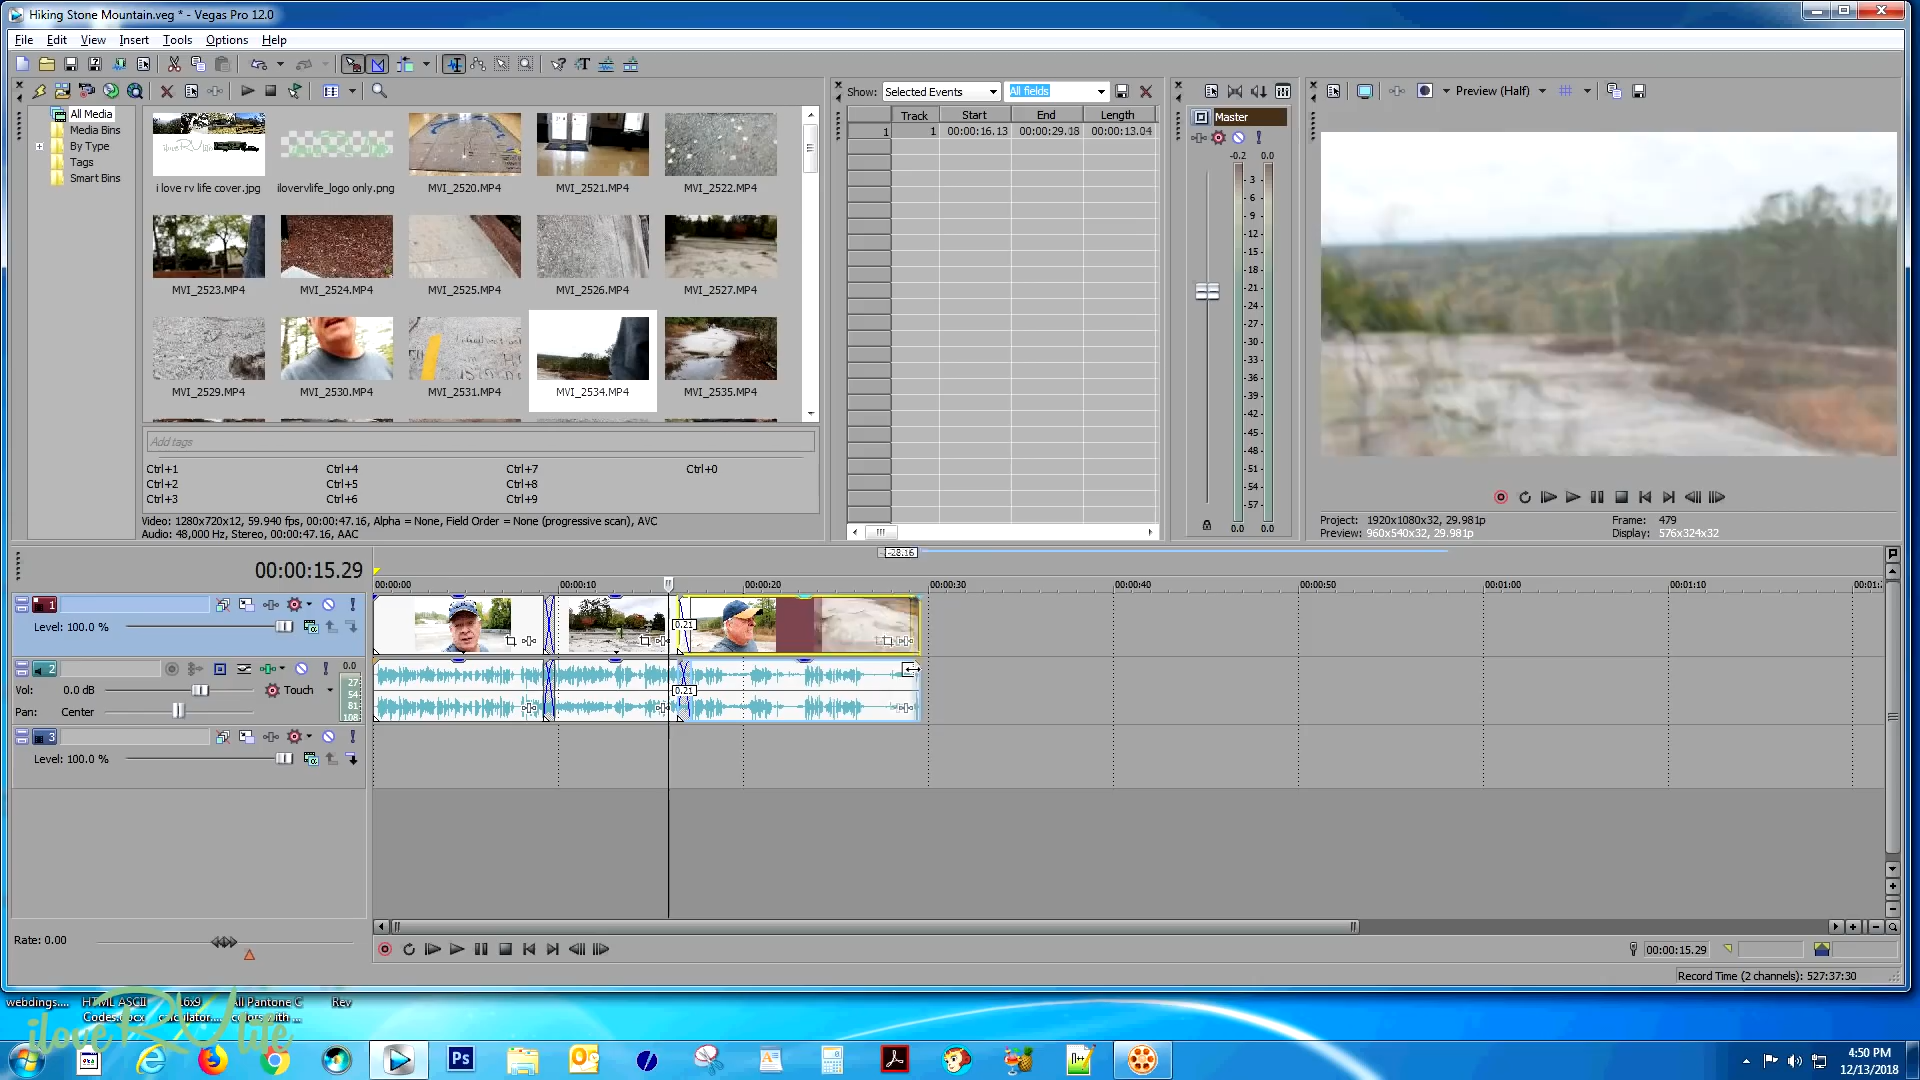 Hiking Stone Mountain.veg * - Vegas Pro 12.0
File Edit View Insert Tools Options Help
Show: Selected Events All fields
Preview (Half)
All Media
Media Bins
By Type
Tags
Smart Bins
i love rv life cover.jpg ilovervlife_logo only.png MVI_2520.MP4 MVI_2521.MP4 MVI_2522.MP4
MVI_2523.MP4 MVI_2524.MP4 MVI_2525.MP4 MVI_2526.MP4 MVI_2527.MP4
MVI_2529.MP4 MVI_2530.MP4 MVI_2531.MP4 MVI_2534.MP4 MVI_2535.MP4
Add tags
Ctrl+1 Ctrl+4 Ctrl+7 Ctrl+0
Ctrl+2 Ctrl+5 Ctrl+8
Ctrl+3 Ctrl+6 Ctrl+9
Video: 1280x720x12, 59.940 fps, 00:00:47.16, Alpha = None, Field Order = None (progressive scan), AVC
Audio: 48,000 Hz, Stereo, 00:00:47.16, AAC
Track Start End Length
1 1 00:00:16.13 00:00:29.18 00:00:13.04
Master
-0.2 0.0
- 3 -
- 6 -
- 9 -
-12-
-15-
-18-
-21-
-24-
-27-
-30-
-33-
-36-
-39-
-42-
-45-
-48-
-51-
-54-
-57-
0.0 0.0
Project: 1920x1080x32, 29.981p Frame: 479
Preview: 960x540x32, 29.981p Display: 576x324x32
-28.16
00:00:15.29
00:00:00 00:00:10 00:00:20 00:00:30 00:00:40 00:00:50 00:01:00 00:01:10
1
Level: 100.0 %
0.21
2
0.0
Vol: 0.0 dB Touch
Pan: Center
27
54
81
108
0.21
3
Level: 100.0 %
Rate: 0.00
00:00:15.29
Record Time (2 channels): 527:37:30
webdings.... HTML ASCII 16x9 All Pantone C Rev
Codes.docx calculator.... colors with ...
iloveRVlife
Ps
4:50 PM
12/13/2018